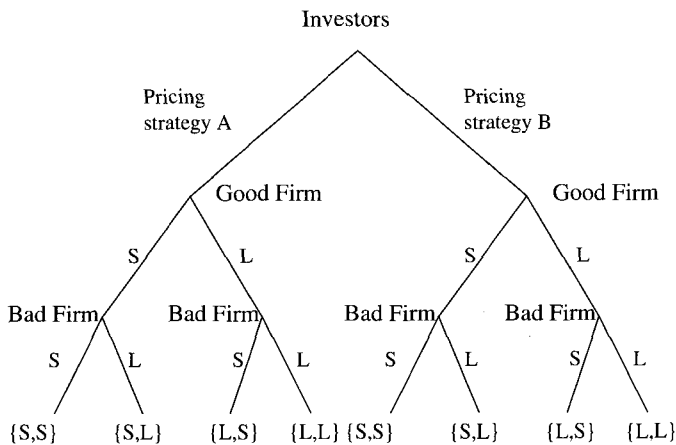 Investors
Pricing
strategy A
Pricing
strategy B
Good Firm
Good Firm
S
L
S
L
Bad Firm
Bad Firm
Bad Firm
Bad Firm
S
L
S
L
S
L
S
L
{S,S}
{S,L}
{L,S}
{L,L}
{S,S}
{S,L}
{L,S}
{L,L}